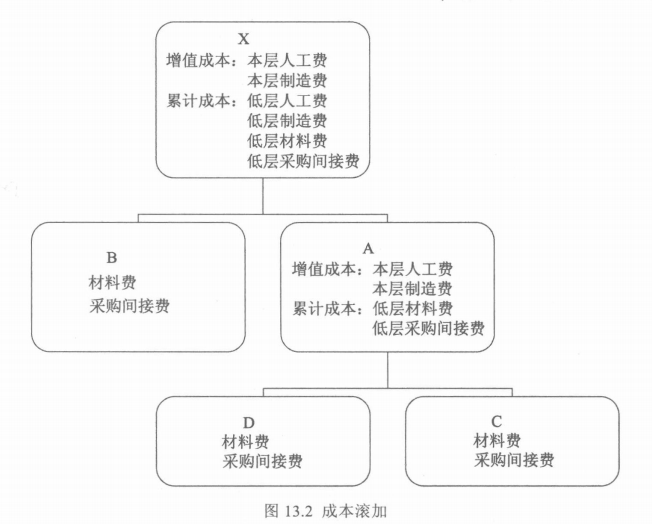 X
增值成本：本层人工费
本层制造费
累计成本：低层人工费
低层制造费
低层材料费
低层采购间接费
B
材料费
采购间接费
A
增值成本：本层人工费
本层制造费
累计成本：低层材料费
低层采购间接费
D
材料费
采购间接费
C
材料费
采购间接费
图 13.2 成本滚加